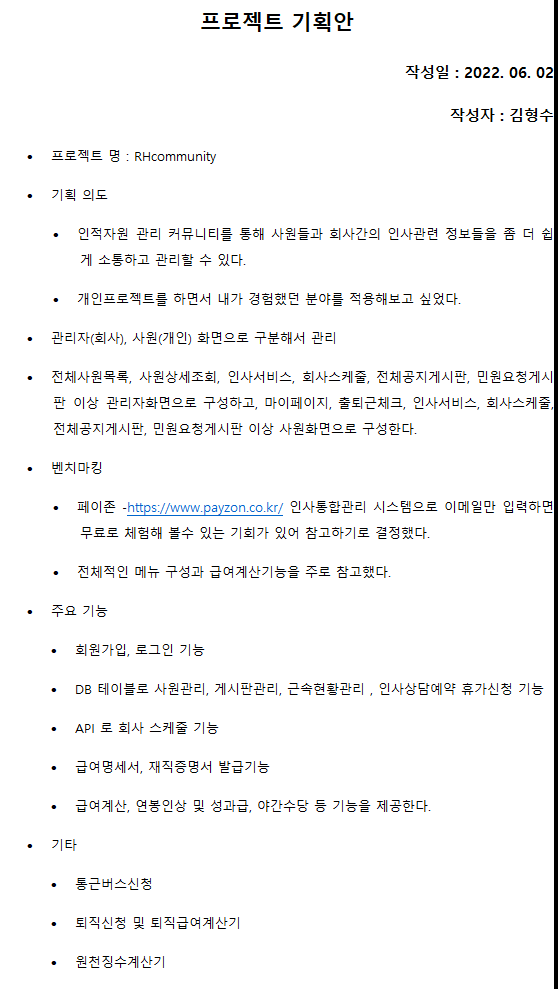 프로젝트 기획안
작성일 : 2022. 06. 02
작성자 : 김형수
• 프로젝트 명 : RHcommunity
• 기획 의도
• 인적자원 관리 커뮤니티를 통해 사원들과 회사간의 인사관련 정보들을 좀 더 쉽
게 소통하고 관리할 수 있다.
• 개인프로젝트를 하면서 내가 경험했던 분야를 적용해보고 싶었다.
• 관리자(회사), 사원(개인) 화면으로 구분해서 관리
• 전체사원목록, 사원상세조회, 인사서비스, 회사스케줄, 전체공지게시판, 민원요청게시
판 이상 관리자화면으로 구성하고, 마이페이지, 출퇴근체크, 인사서비스, 회사스케줄,
전체공지게시판, 민원요청게시판 이상 사원화면으로 구성한다.
• 벤치마킹
• 페이존 -https://www.payzon.co.kr/ 인사통합관리 시스템으로 이메일만 입력하면
무료로 체험해 볼수 있는 기회가 있어 참고하기로 결정했다.
• 전체적인 메뉴 구성과 급여계산기능을 주로 참고했다.
• 주요 기능
• 회원가입, 로그인 기능
• DB 테이블로 사원관리, 게시판관리, 근속현황관리 , 인사상담예약 휴가신청 기능
• API 로 회사 스케줄 기능
• 급여명세서, 재직증명서 발급기능
• 급여계산, 연봉인상 및 성과급, 야간수당 등 기능을 제공한다.
• 기타
• 통근버스신청
• 퇴직신청 및 퇴직급여계산기
• 원천징수계산기